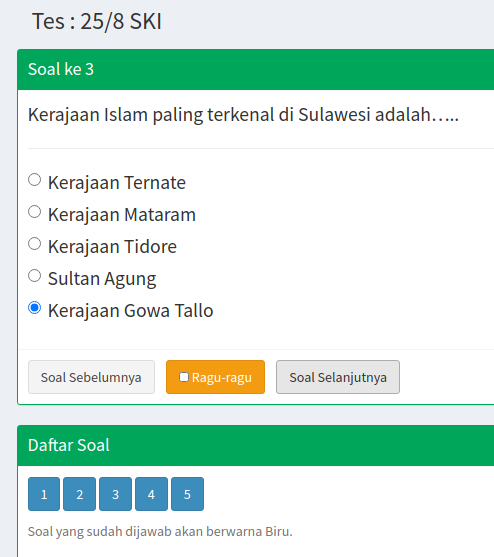 Tes : 25/8 SKI
Soal ke 3
Kerajaan Islam paling terkenal di Sulawesi adalah.....
Kerajaan Ternate
Kerajaan Mataram
Kerajaan Tidore
Sultan Agung
Kerajaan Gowa Tallo
Soal Sebelumnya Ragu-ragu Soal Selanjutnya
Daftar Soal
1 2 3 4 5
Soal yang sudah dijawab akan berwarna Biru.